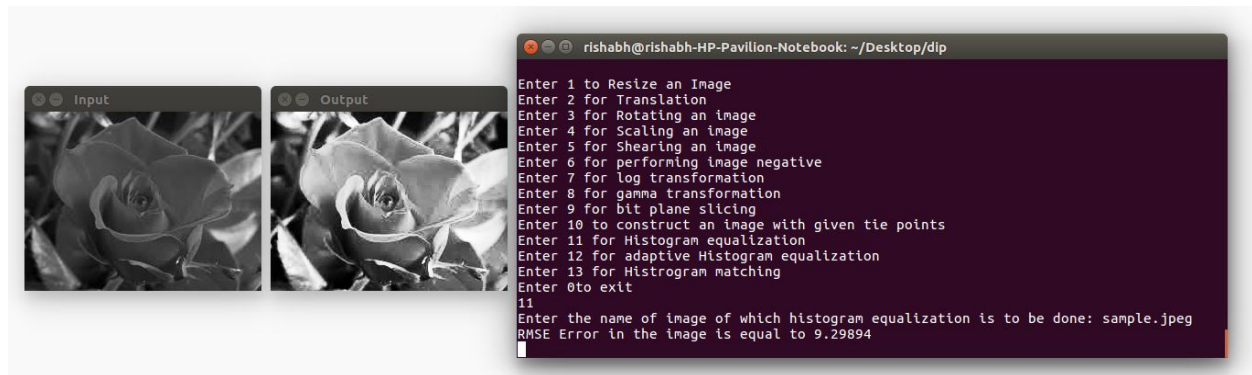 Input
Output
rishabh@rishabh-HP-Pavilion-Notebook: ~/Desktop/dip
Enter 1 to Resize an Image
Enter 2 for Translation
Enter 3 for Rotating an image
Enter 4 for Scaling an image
Enter 5 for Shearing an image
Enter 6 for performing image negative
Enter 7 for log transformation
Enter 8 for gamma transformation
Enter 9 for bit plane slicing
Enter 10 to construct an image with given tie points
Enter 11 for Histogram equalization
Enter 12 for adaptive Histogram equalization
Enter 13 for Histrogram matching
Enter 0to exit
11
Enter the name of image of which histogram equalization is to be done: sample.jpeg
RMSE Error in the image is equal to 9.29894